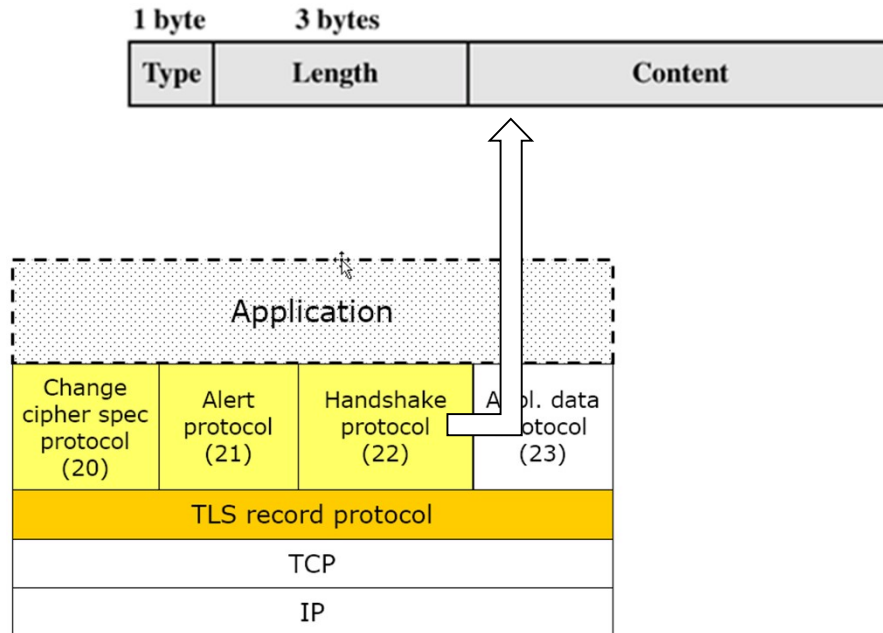 1 byte 3 bytes
Type Length Content
Application
Change
cipher spec
protocol
(20)
Alert
protocol
(21)
Handshake
protocol
(22)
data
(23)
TLS record protocol
TCP
IP